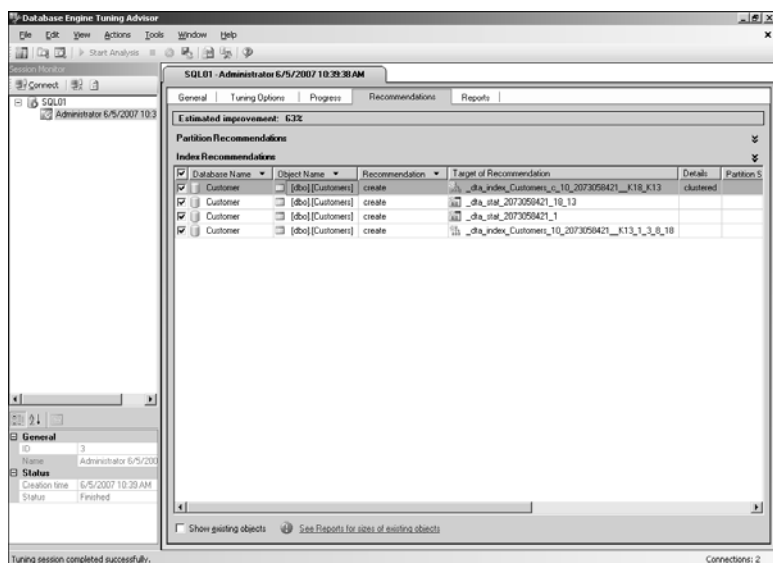 Database Engine Tuning Advisor
File Edit View Actions Tools Window Help
Start Analysis
Session Monitor
Connect
SQL01
Administrator 6/5/2007 10:3
SQL01 - Administrator 6/5/2007 10:39:38 AM
General Tuning Options Progress Recommendations Reports
Estimated improvement: 63%
Partition Recommendations
Index Recommendations
Database Name Object Name Recommendation Target of Recommendation Details Partition S
Customer [dbo].[Customers] create _dta_index_Customers_c_10_2073058421__K18_K13 clustered
Customer [dbo].[Customers] create _dta_stat_2073058421_18_13
Customer [dbo].[Customers] create _dta_stat_2073058421_1
Customer [dbo].[Customers] create _dta_index_Customers_10_2073058421__K13_1_3_8_18
General
ID 3
Name Administrator 6/5/200
Status
Creation time 6/5/2007 10:39 AM
Status Finished
Show existing objects See Reports for sizes of existing objects
Tuning session completed successfully. Connections: 2